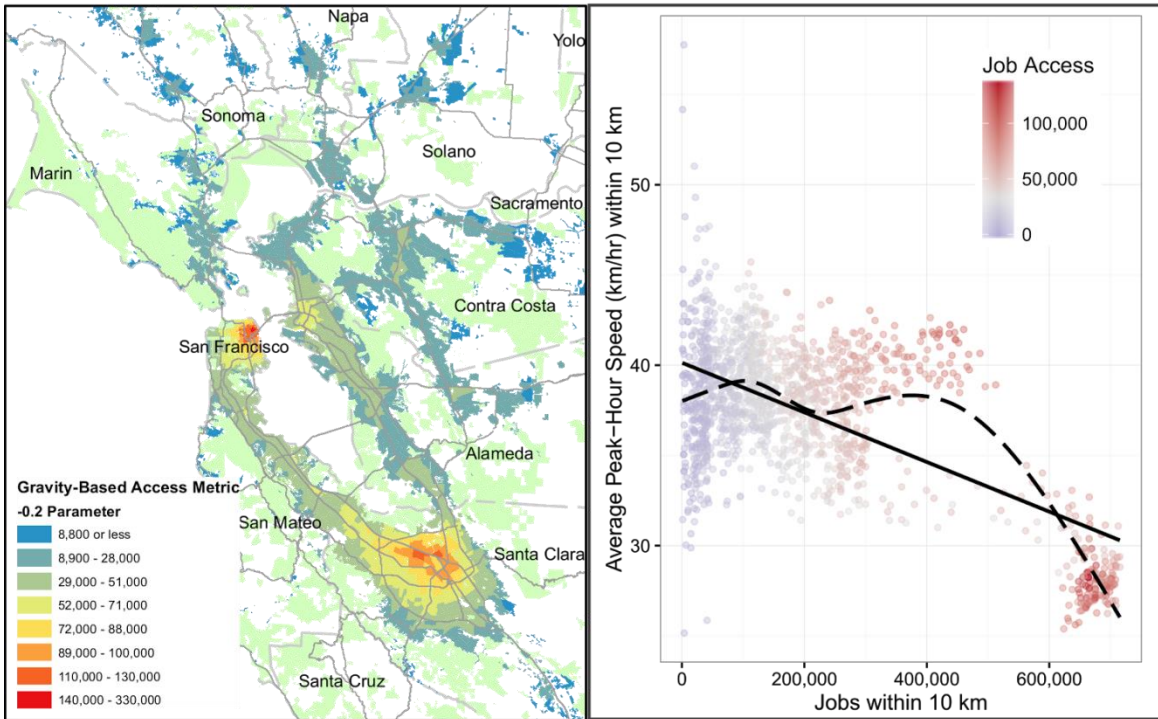 Napa
Yolo
Sonoma
Solano
Marin
Sacramento
Contra Costa
San Francisco
Alameda
Gravity-Based Access Metric
-0.2 Parameter
San Mateo
8,800 or less
8,900 - 28,000
Santa Clara
29,000 - 51,000
52,000 - 71,000
72,000 - 88,000
89,000 - 100,000
110,000 - 130,000
Santa Cruz
140,000 - 330,000
Job Access
100,000
50,000
0
Average Peak−Hour Speed (km/hr) within 10 km
50
40
30
0 200,000 400,000 600,000
Jobs within 10 km